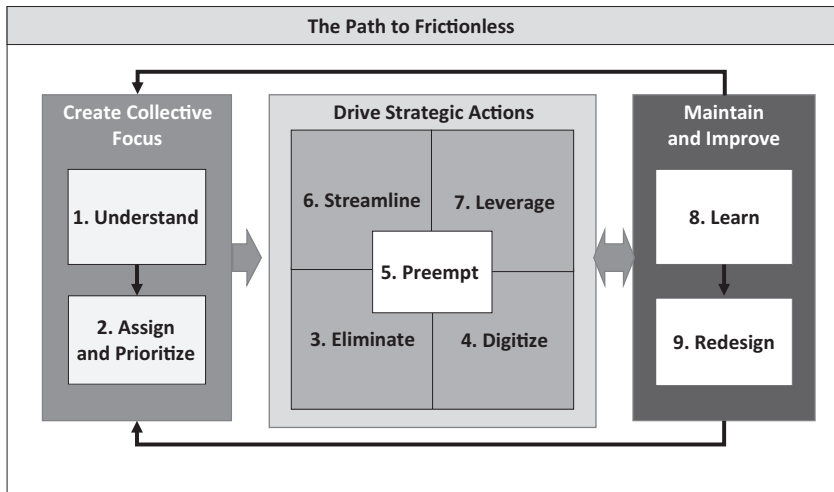 The Path to Frictionless
Create Collective
Focus
1. Understand
2. Assign
and Prioritize
Drive Strategic Actions
6. Streamline
7. Leverage
5. Preempt
3. Eliminate
4. Digitize
Maintain
and Improve
8. Learn
9. Redesign